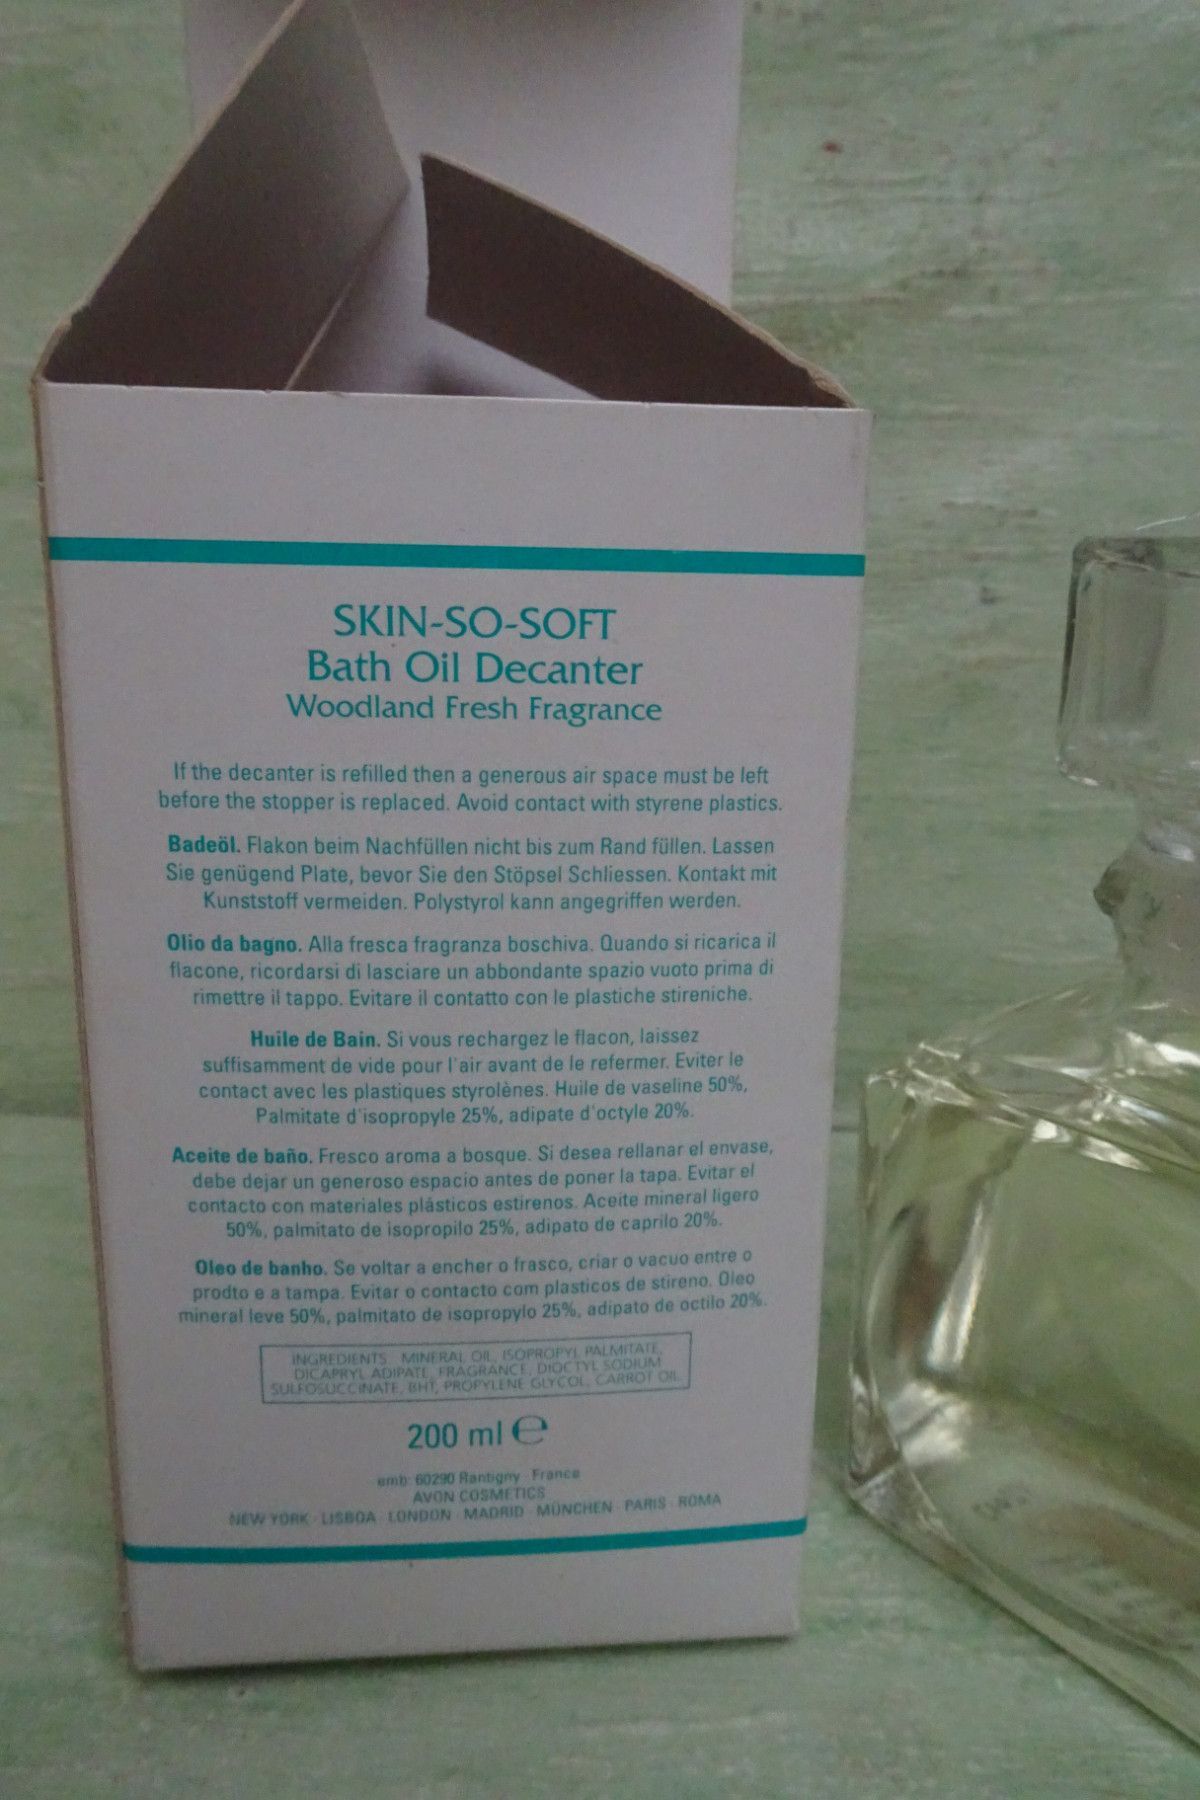 SKIN-SO-SOFT
Bath Oil Decanter
Woodland Fresh Fragrance
If the decanter is refilled then a generous air space must be left
before the stopper is replaced. Avoid contact with styrene plastics.
Badeöl. Flakon beim Nachfüllen nicht bis zum Rand füllen. Lassen
Sie genügend Plate, bevor Sie den Stöpsel Schliessen. Kontakt mit
Kunststoff vermeiden. Polystyrol kann angegriffen werden.
Olio da bagno. Alla fresca fragranza boschiva. Quando si ricarica il
flacone, ricordarsi di lasciare un abbondante spazio vuoto prima di
rimettre il tappo. Evitare il contatto con le plastiche stireniche.
Huile de Bain. Si vous rechargez le flacon, laissez
suffisamment de vide pour l'air avant de le refermer. Eviter le
contact avec les plastiques styrolènes. Huile de vaseline 50%,
Palmitate d'isopropyle 25%, adipate d'octyle 20%.
Aceite de baño. Fresco aroma a bosque. Si desea rellanar el envase,
debe dejar un generoso espacio antes de poner la tapa. Evitar el
contacto con materiales plásticos estirenos. Aceite mineral ligero
50%, palmitato de isopropilo 25%, adipato de caprilo 20%.
Oleo de banho. Se voltar a encher o frasco, criar o vacuo entre o
prodto e a tampa. Evitar o contacto com plasticos de stireno. Oleo
mineral leve 50%, palmitato de isopropylo 25%, adipato de octilo 20%.
INGREDIENTS: MINERAL OIL, ISOPROPYL PALMITATE,
DICAPRYL ADIPATE, FRAGRANCE, DIOCTYL SODIUM
SULFOSUCCINATE, BHT, PROPYLENE GLYCOL, CARROT OIL.
200 ml ℮
emb: 60290 Rantigny - France
AVON COSMETICS
NEW YORK · LISBOA · LONDON · MADRID · MÜNCHEN · PARIS · ROMA